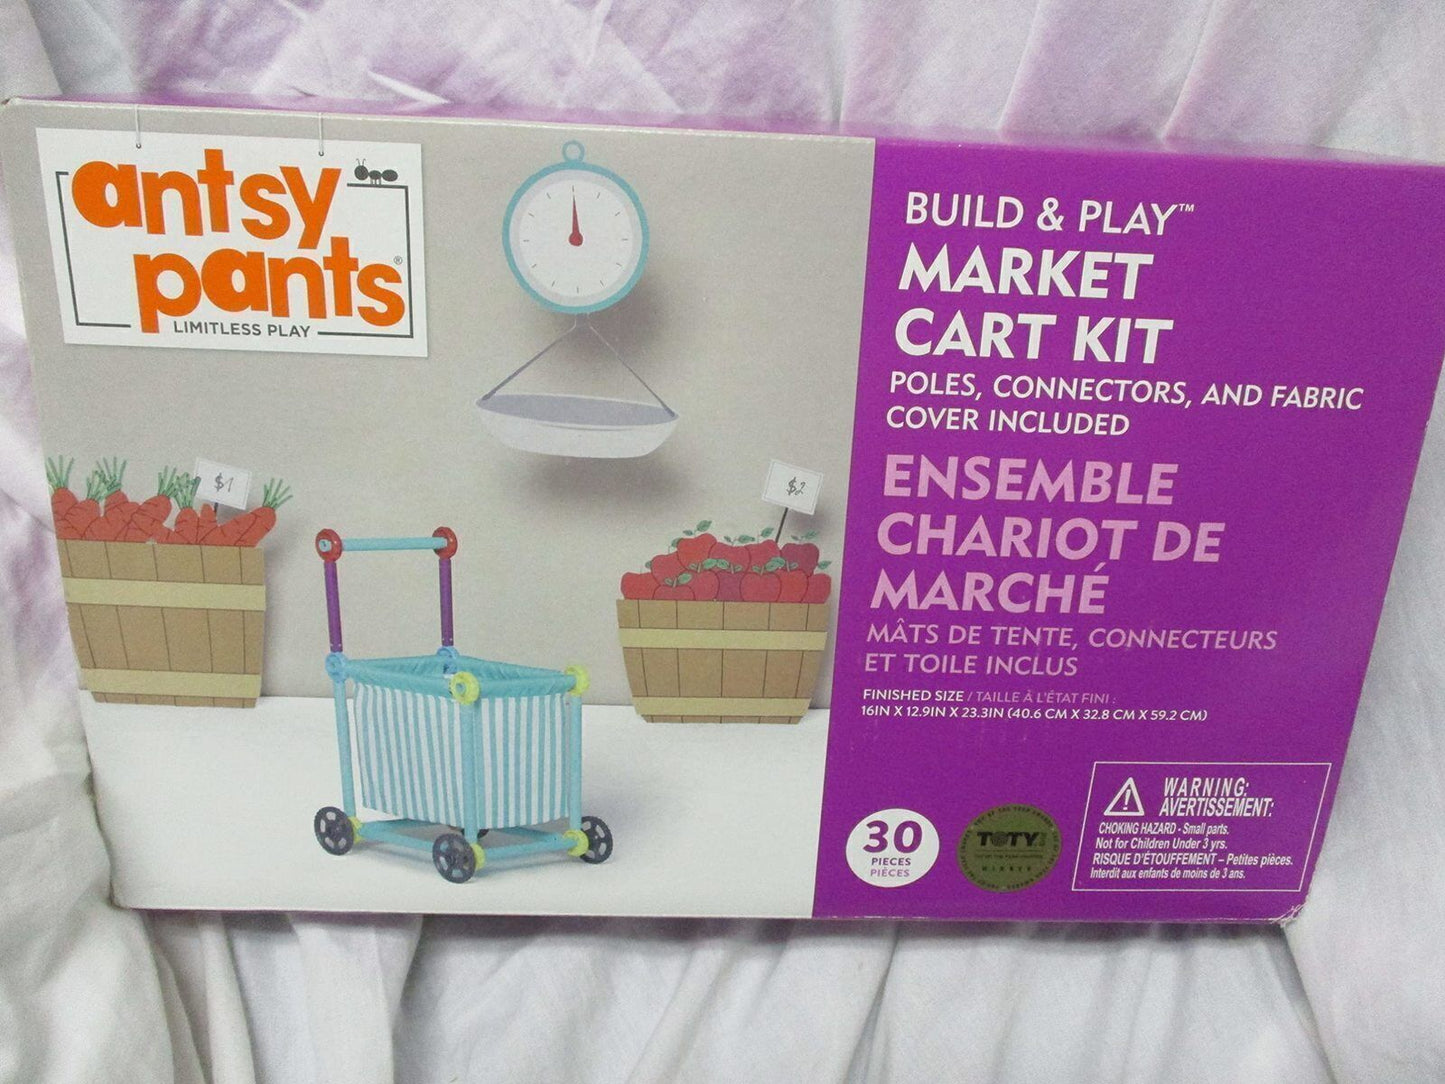 antsy
pants®
LIMITLESS PLAY
$1
$2
BUILD & PLAY™
MARKET
CART KIT
POLES, CONNECTORS, AND FABRIC
COVER INCLUDED
ENSEMBLE
CHARIOT DE
MARCHÉ
MÂTS DE TENTE, CONNECTEURS
ET TOILE INCLUS
FINISHED SIZE / TAILLE À L'ÉTAT FINI :
16IN X 12.9IN X 23.3IN (40.6 CM X 32.8 CM X 59.2 CM)
30
PIECES
PIÈCES
TOTY
WINNER
WARNING:
AVERTISSEMENT:
CHOKING HAZARD - Small parts.
Not for Children Under 3 yrs.
RISQUE D'ÉTOUFFEMENT – Petites pièces.
Interdit aux enfants de moins de 3 ans.